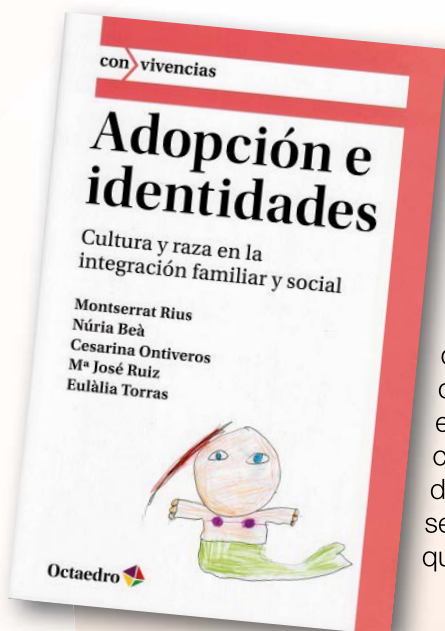 con vivencias
Adopción e
identidades
Cultura y raza en la
integración familiar y social
Montserrat Rius
Núria Beà
Cesarina Ontiveros
Mª José Ruiz
Eulàlia Torras
Octaedro